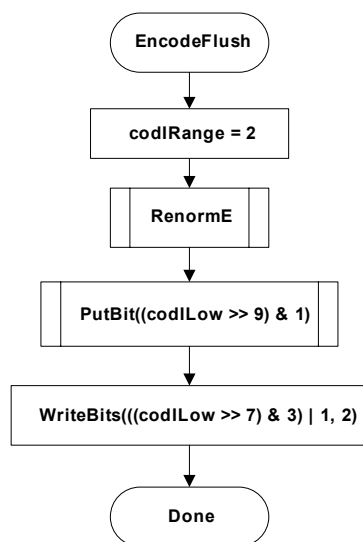 EncodeFlush
codIRange = 2
RenormE
PutBit((codILow >> 9) & 1)
WriteBits(((codILow >> 7) & 3) | 1, 2)
Done